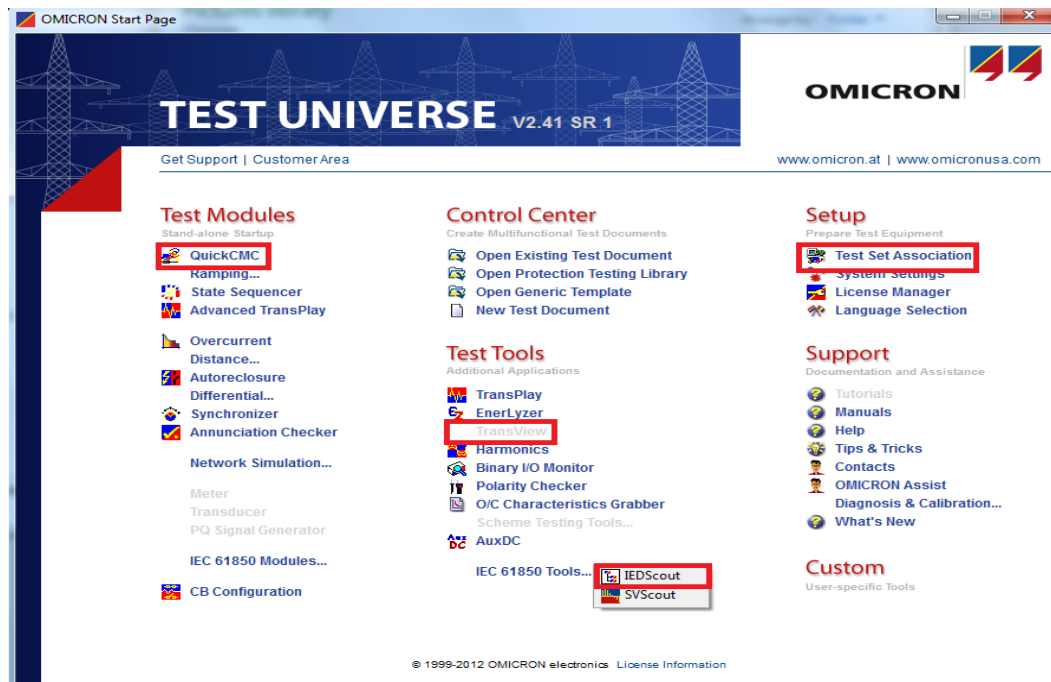 OMICRON Start Page
TEST UNIVERSE V2.41 SR 1
OMICRON
Get Support | Customer Area
www.omicron.at | www.omicronusa.com
Test Modules
Stand-alone Startup
QuickCMC
Ramping...
State Sequencer
Advanced TransPlay
Overcurrent
Distance...
Autoreclosure
Differential...
Synchronizer
Annunciation Checker
Network Simulation...
Meter
Transducer
PQ Signal Generator
IEC 61850 Modules...
CB Configuration
Control Center
Create Multifunctional Test Documents
Open Existing Test Document
Open Protection Testing Library
Open Generic Template
New Test Document
Test Tools
Additional Applications
TransPlay
EnerLyzer
TransView
Harmonics
Binary I/O Monitor
Polarity Checker
O/C Characteristics Grabber
Scheme Testing Tools...
AuxDC
IEC 61850 Tools...
IEDScout
SVScout
Setup
Prepare Test Equipment
Test Set Association
System Settings
License Manager
Language Selection
Support
Documentation and Assistance
Tutorials
Manuals
Help
Tips & Tricks
Contacts
OMICRON Assist
Diagnosis & Calibration...
What's New
Custom
User-specific Tools
© 1999-2012 OMICRON electronics License Information